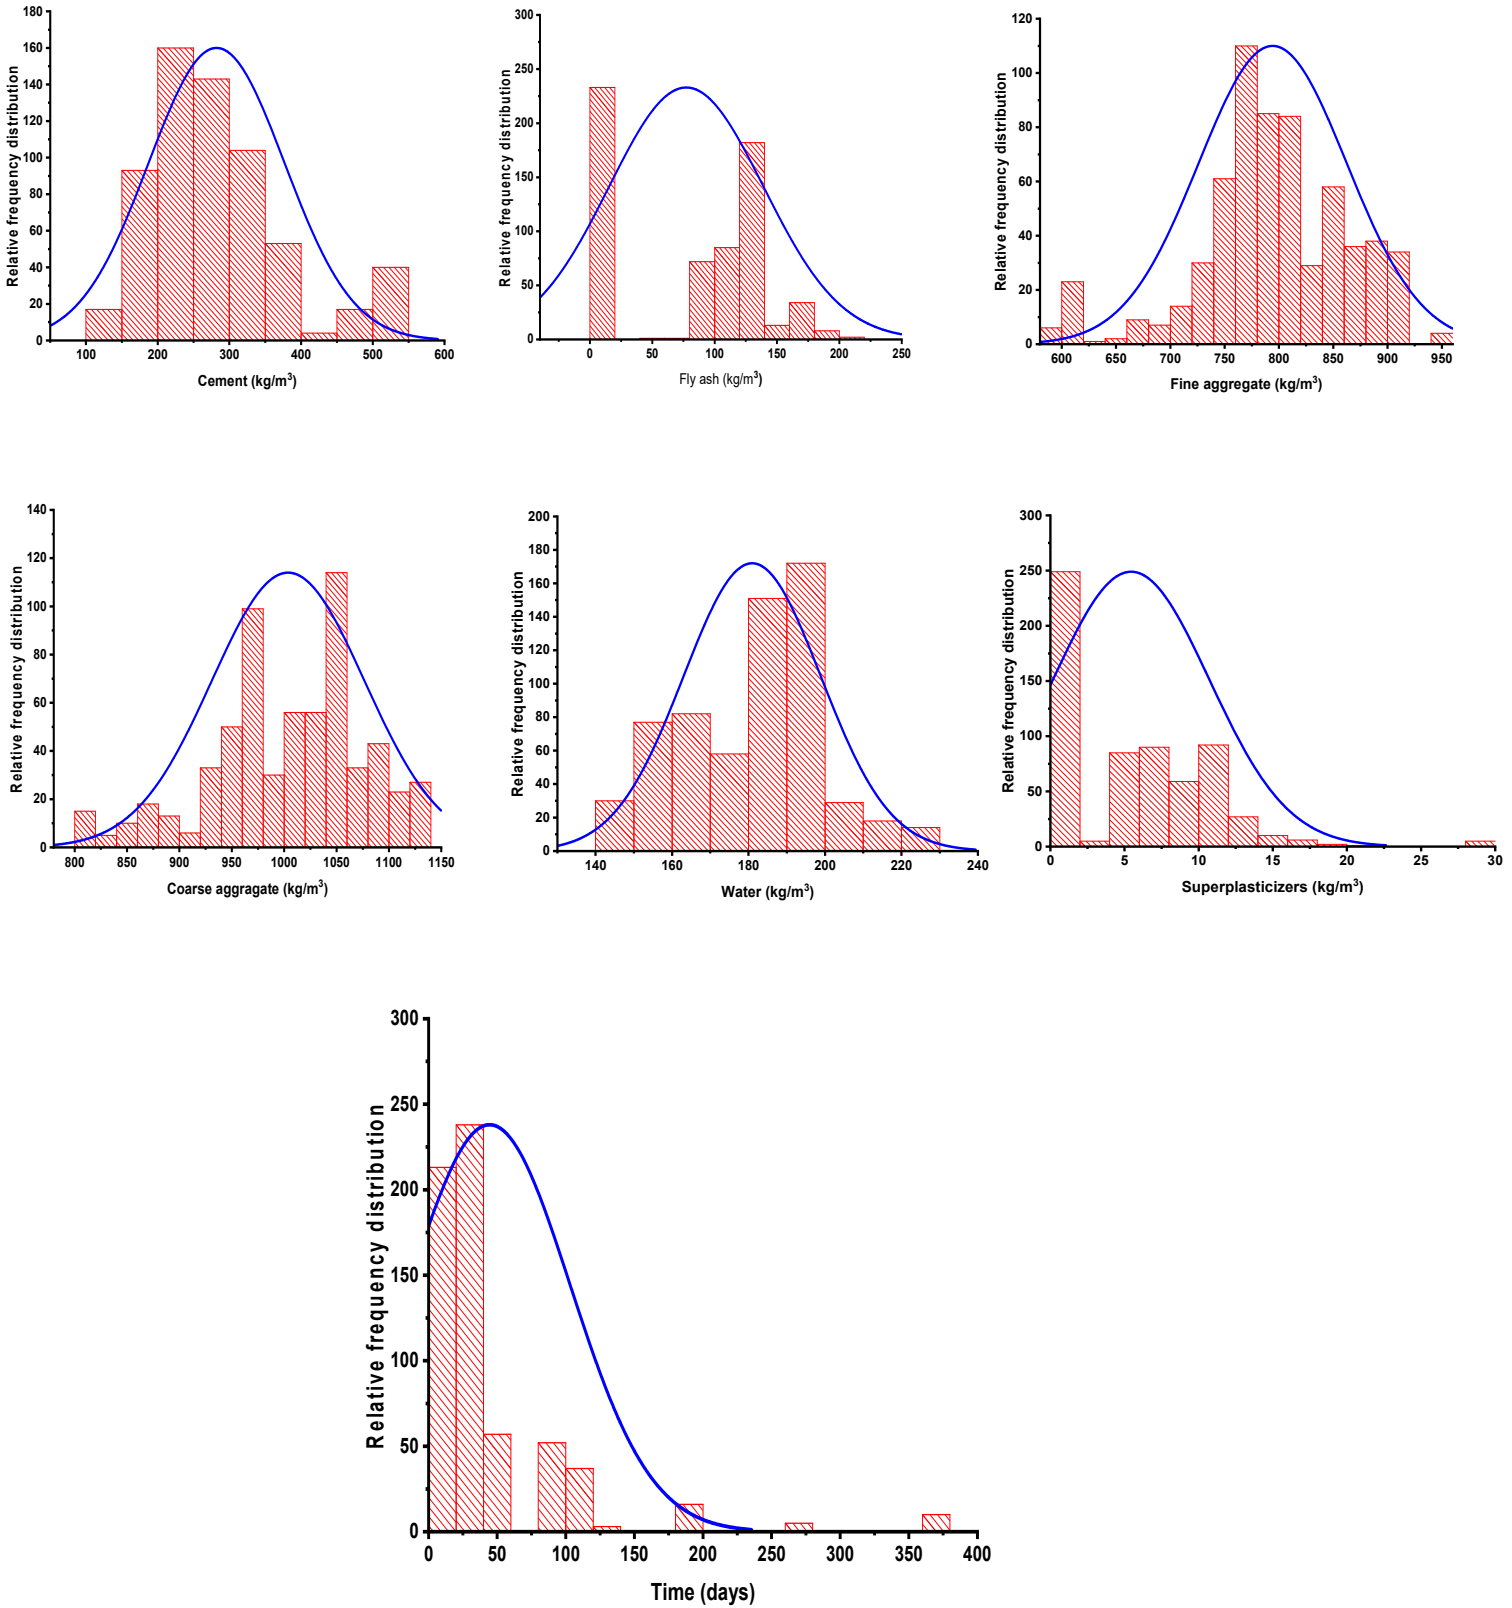 180
160
140
120
100
80
60
40
20
0
Relative frequency distribution
100 200 300 400 500 600
Cement (kg/m³)
300
250
200
150
100
50
0
Relative frequency distribution
0 50 100 150 200 250
Fly ash (kg/m³)
120
100
80
60
40
20
0
Relative frequency distribution
600 650 700 750 800 850 900 950
Fine aggregate (kg/m³)
140
120
100
80
60
40
20
0
Relative frequency distribution
800 850 900 950 1000 1050 1100 1150
Coarse aggragate (kg/m³)
200
180
160
140
120
100
80
60
40
20
0
Relative frequency distribution
140 160 180 200 220 240
Water (kg/m³)
300
250
200
150
100
50
0
Relative frequency distribution
0 5 10 15 20 25 30
Superplasticizers (kg/m³)
300
250
200
150
100
50
0
Relative frequency distribution
0 50 100 150 200 250 300 350 400
Time (days)